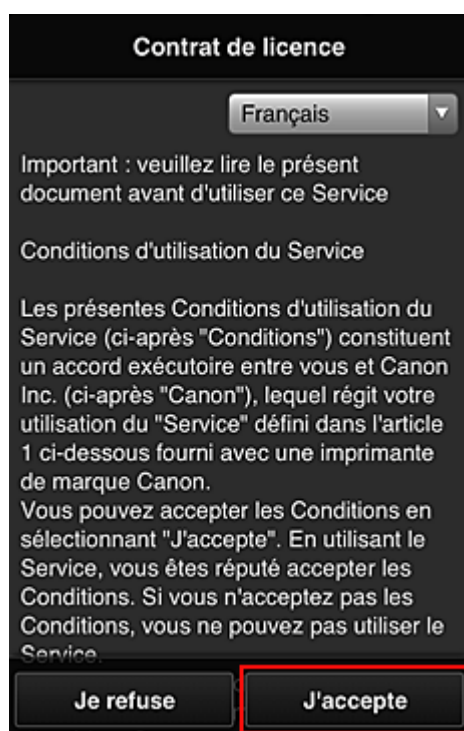 Contrat de licence
Français
Important : veuillez lire le présent
document avant d'utiliser ce Service
Conditions d'utilisation du Service
Les présentes Conditions d'utilisation du
Service (ci-après "Conditions") constituent
un accord exécutoire entre vous et Canon
Inc. (ci-après "Canon"), lequel régit votre
utilisation du "Service" défini dans l'article
1 ci-dessous fourni avec une imprimante
de marque Canon.
Vous pouvez accepter les Conditions en
sélectionnant "J'accepte". En utilisant le
Service, vous êtes réputé accepter les
Conditions. Si vous n'acceptez pas les
Conditions, vous ne pouvez pas utiliser le
Service.
Je refuse
J'accepte